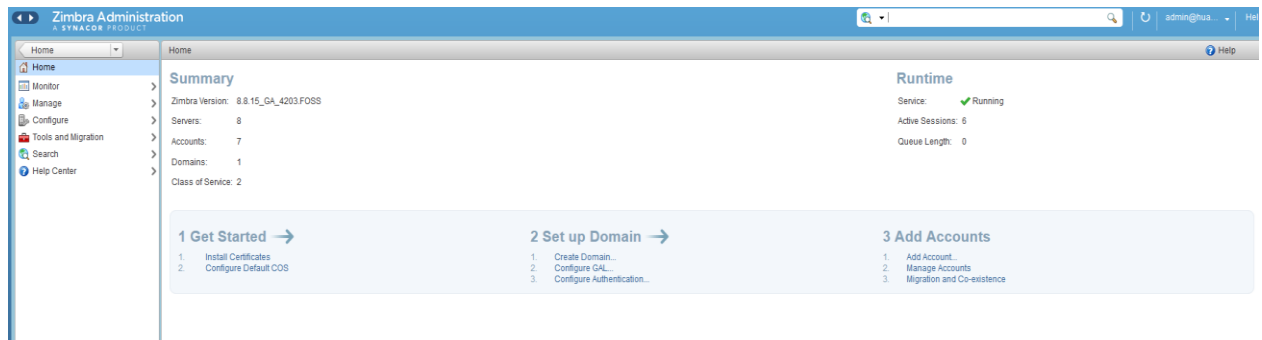 Zimbra Administration
A SYNACOR PRODUCT
admin@hua...
Hel
Home
Home
Help
Home
Monitor
Manage
Configure
Tools and Migration
Search
Help Center
Summary
Zimbra Version: 8.8.15_GA_4203.FOSS
Servers: 8
Accounts: 7
Domains: 1
Class of Service: 2
Runtime
Service: Running
Active Sessions: 6
Queue Length: 0
1 Get Started
1. Install Certificates
2. Configure Default COS
2 Set up Domain
1. Create Domain...
2. Configure GAL...
3. Configure Authentication...
3 Add Accounts
1. Add Account...
2. Manage Accounts
3. Migration and Co-existence